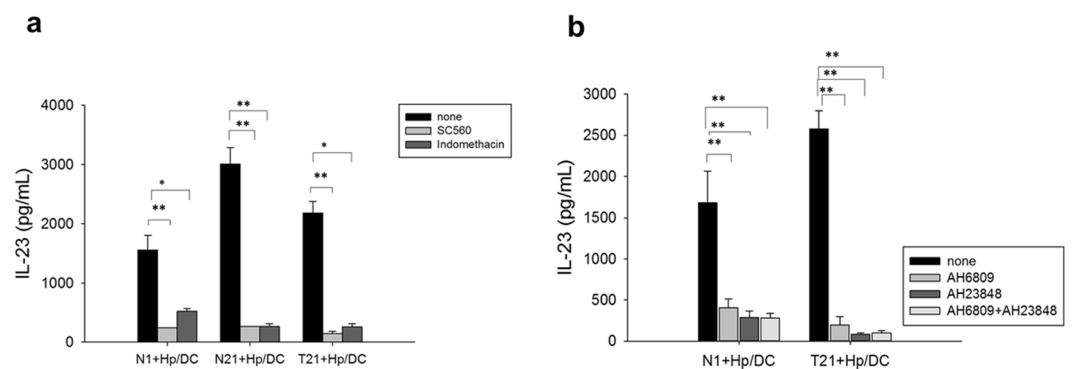 a
IL-23 (pg/mL)
4000
3000
2000
1000
0
**
*
**
**
**
*
none
SC560
Indomethacin
N1+Hp/DC
N21+Hp/DC
T21+Hp/DC
b
IL-23 (pg/mL)
3000
2500
2000
1500
1000
500
0
**
**
**
**
**
**
none
AH6809
AH23848
AH6809+AH23848
N1+Hp/DC
T21+Hp/DC